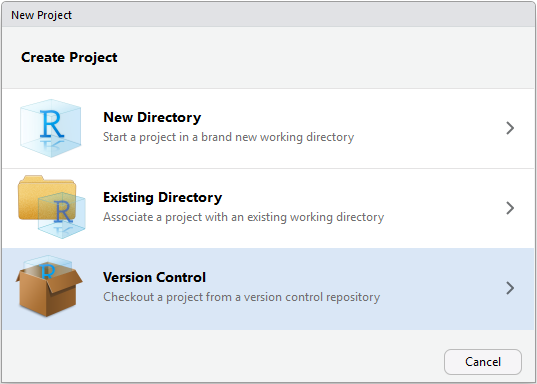 New Project
Create Project
R
New Directory
Start a project in a brand new working directory
R
Existing Directory
Associate a project with an existing working directory
R
Version Control
Checkout a project from a version control repository
Cancel